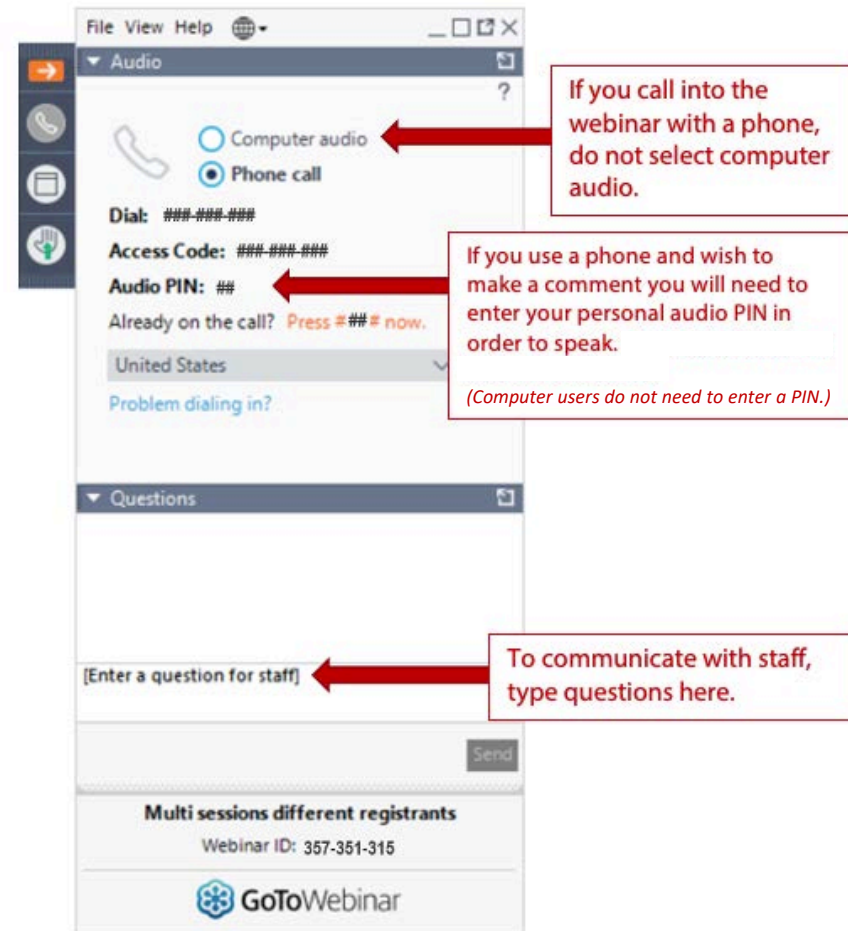 File View Help
Audio
?
Computer audio
Phone call
Dial: ###-###-###
Access Code: ###-###-###
Audio PIN: ##
Already on the call? Press #### now.
United States
Problem dialing in?
If you call into the
webinar with a phone,
do not select computer
audio.
If you use a phone and wish to
make a comment you will need to
enter your personal audio PIN in
order to speak.
(Computer users do not need to enter a PIN.)
Questions
[Enter a question for staff]
To communicate with staff,
type questions here.
Send
Multi sessions different registrants
Webinar ID: 357-351-315
GoToWebinar